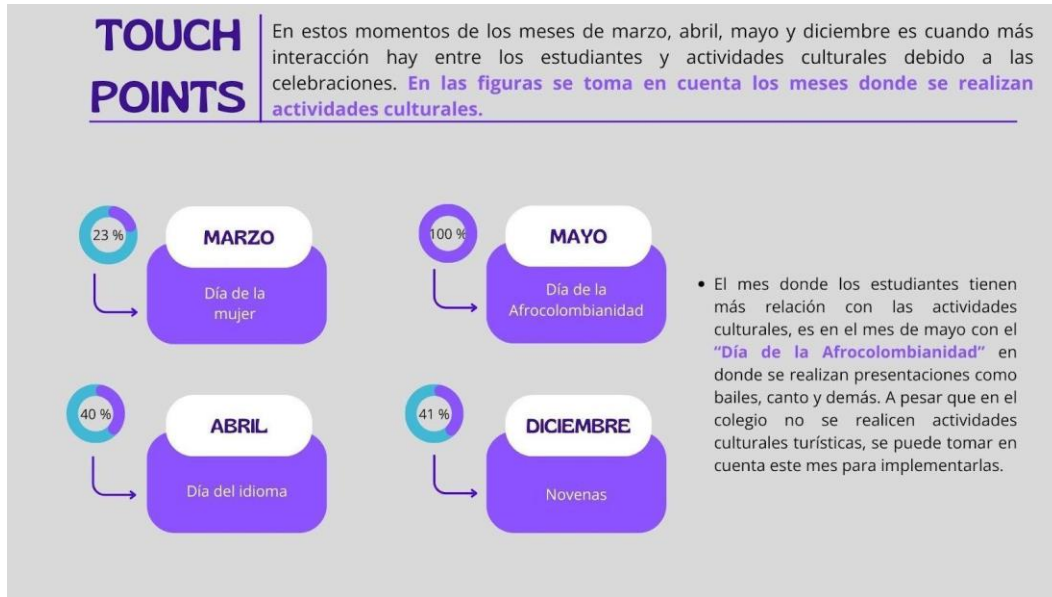 TOUCH
POINTS
En estos momentos de los meses de marzo, abril, mayo y diciembre es cuando más
interacción hay entre los estudiantes y actividades culturales debido a las
celebraciones. En las figuras se toma en cuenta los meses donde se realizan
actividades culturales.
23 %
MARZO
Día de la
mujer
100 %
MAYO
Día de la
Afrocolombianidad
40 %
ABRIL
Día del idioma
41 %
DICIEMBRE
Novenas
• El mes donde los estudiantes tienen
más relación con las actividades
culturales, es en el mes de mayo con el
“Día de la Afrocolombianidad” en
donde se realizan presentaciones como
bailes, canto y demás. A pesar que en el
colegio no se realicen actividades
culturales turísticas, se puede tomar en
cuenta este mes para implementarlas.